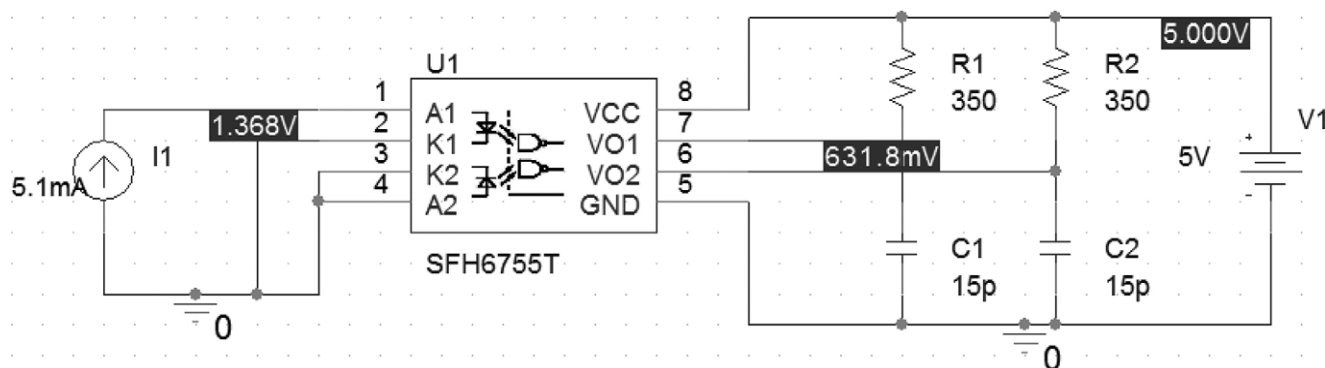 U1
1
2
3
4
A1
K1
K2
A2
VCC
VO1
VO2
GND
8
7
6
5
SFH6755T
1.368V
I1
5.1mA
0
5.000V
R1
350
R2
350
631.8mV
V1
5V
+
-
C1
15p
C2
15p
0